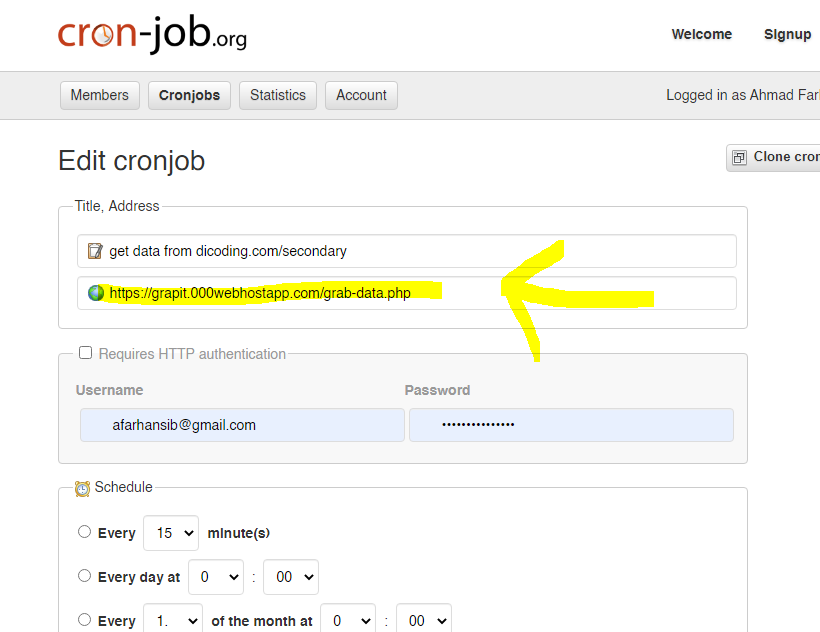 cron-job.org
Welcome Signup
Members Cronjobs Statistics Account Logged in as Ahmad Fari
Edit cronjob
Clone cron
Title, Address
get data from dicoding.com/secondary
https://grapit.000webhostapp.com/grab-data.php
Requires HTTP authentication
Username Password
afarhansib@gmail.com •••••••••••••••
Schedule
Every 15 minute(s)
Every day at 0 : 00
Every 1. of the month at 0 : 00